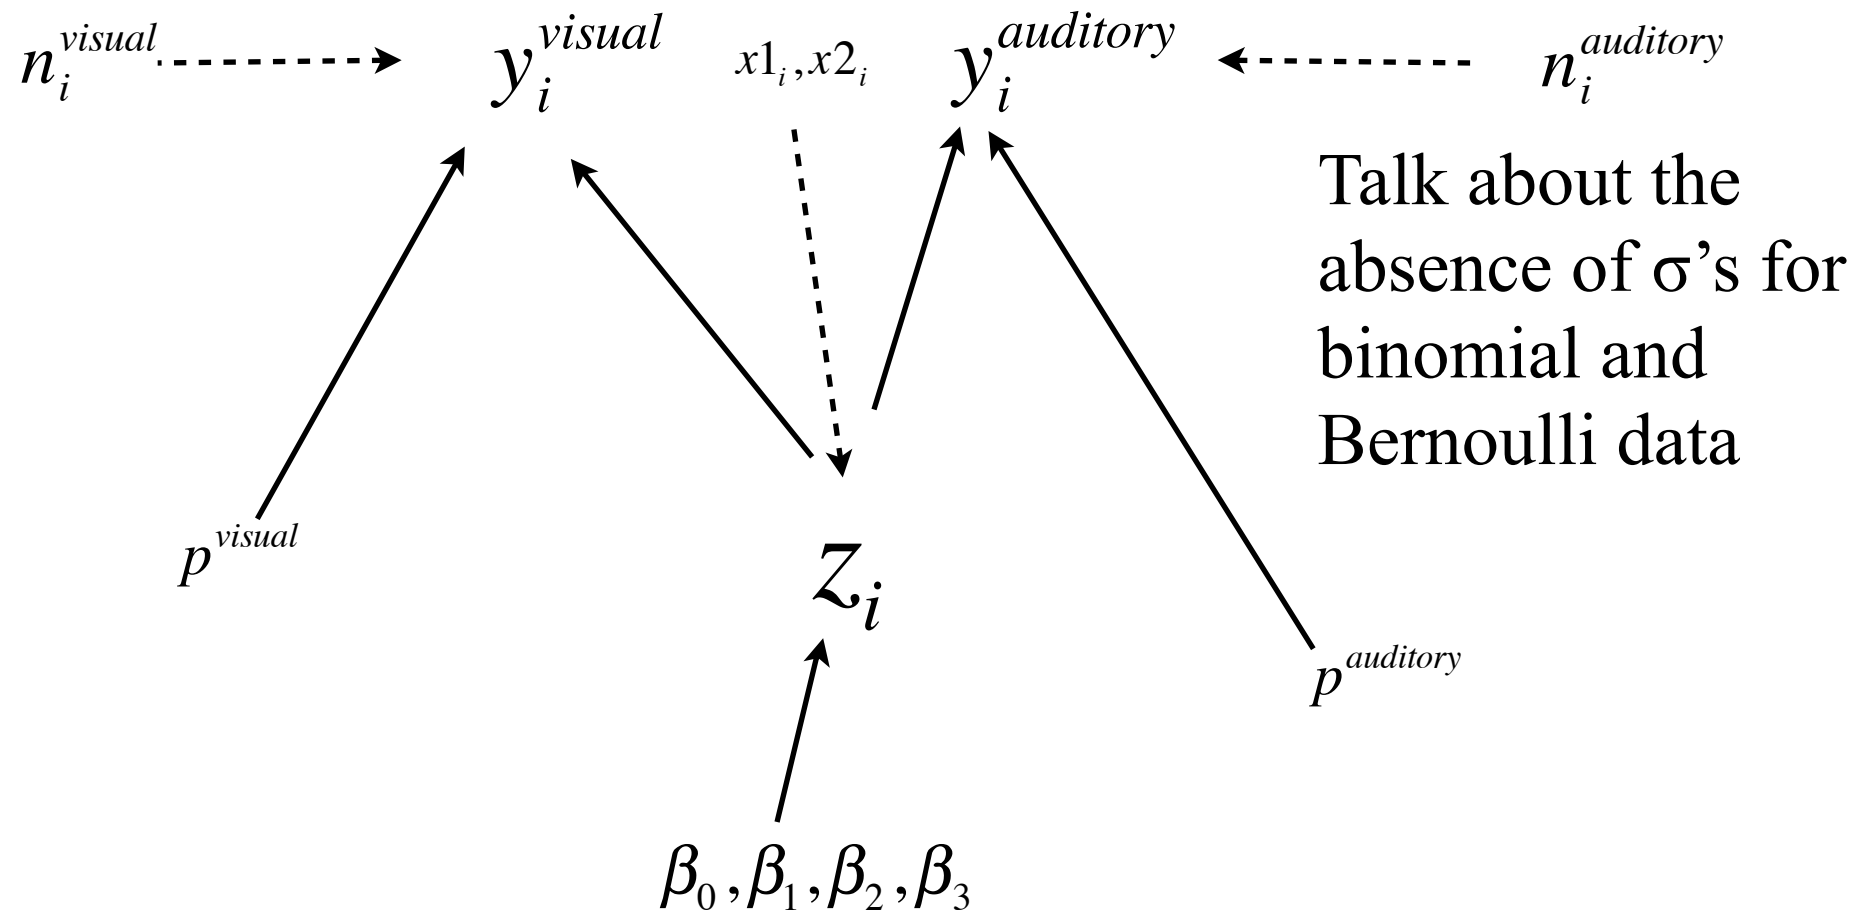 n_i^{visual}
y_i^{visual}
x1_i, x2_i
y_i^{auditory}
n_i^{auditory}
Talk about the
absence of σ’s for
binomial and
Bernoulli data
p^{visual}
z_i
p^{auditory}
β_0, β_1, β_2, β_3